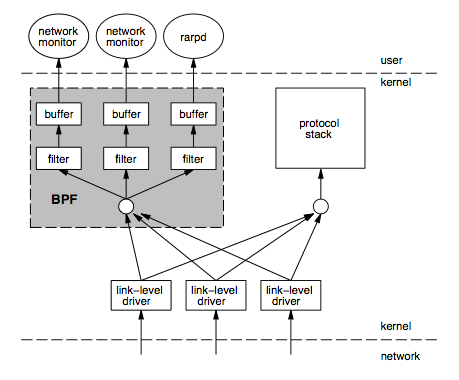 network
monitor
network
monitor
rarpd
user
kernel
buffer
buffer
buffer
protocol
stack
filter
filter
filter
BPF
link–level
driver
link–level
driver
link–level
driver
kernel
network